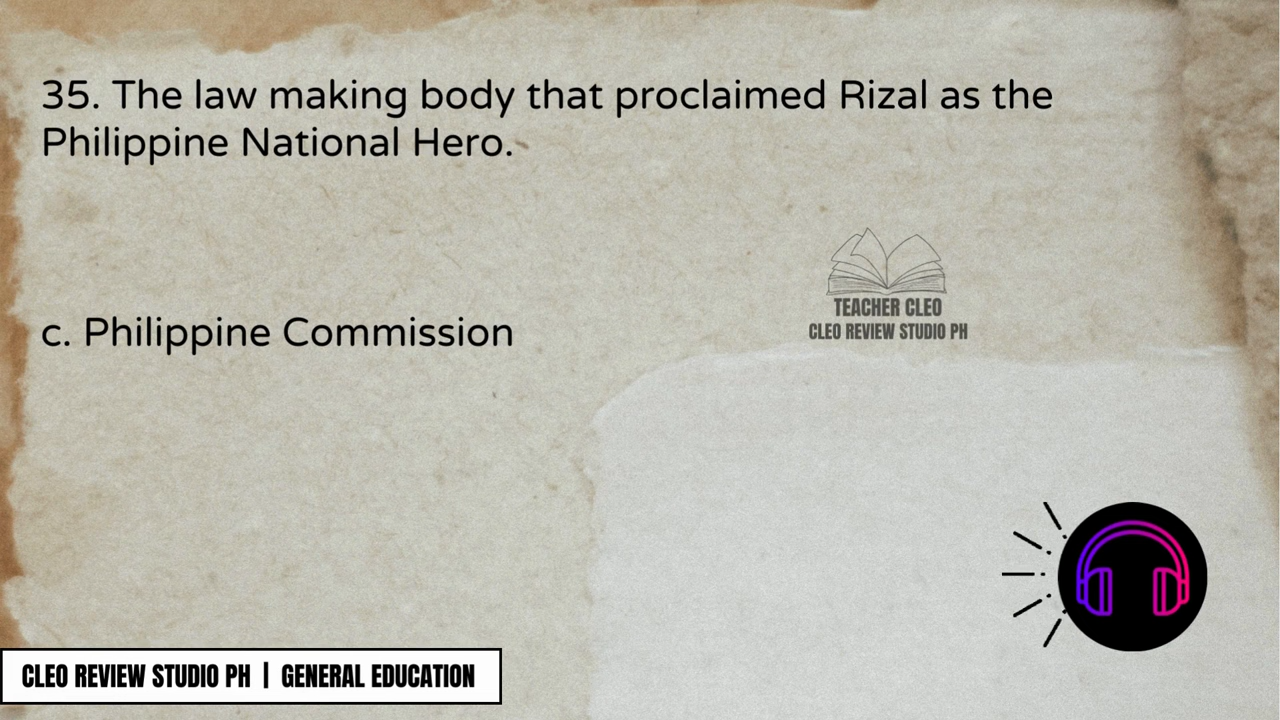 35. The law making body that proclaimed Rizal as the
Philippine National Hero.
c. Philippine Commission
TEACHER CLEO
CLEO REVIEW STUDIO PH
CLEO REVIEW STUDIO PH | GENERAL EDUCATION